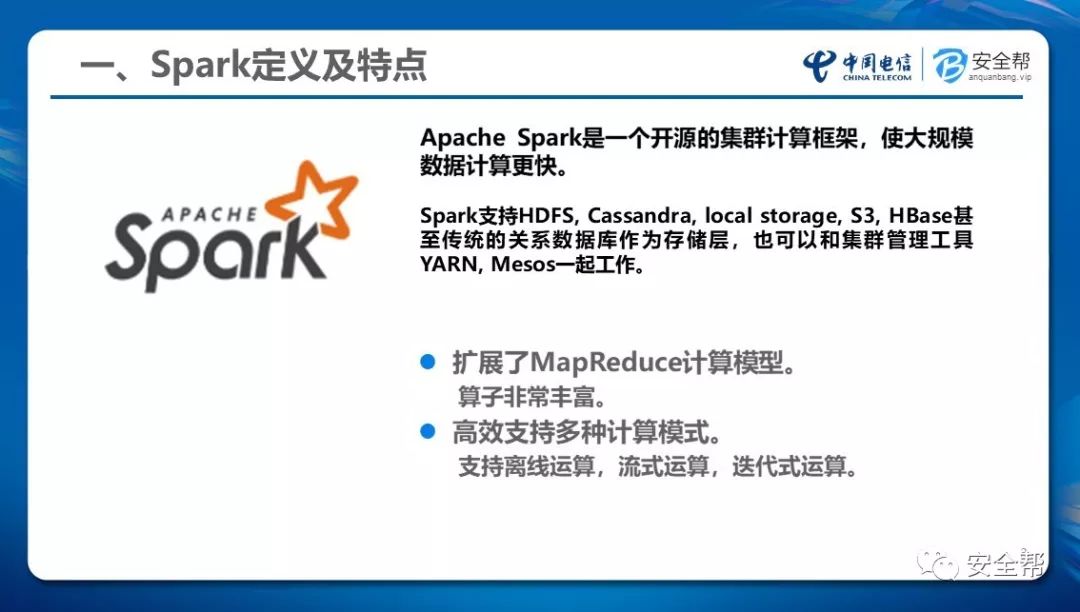 一、Spark定义及特点
中国电信
CHINA TELECOM
安全帮
anquanbang.vip
APACHE
Spark
Apache Spark是一个开源的集群计算框架，使大规模
数据计算更快。
Spark支持HDFS, Cassandra, local storage, S3, HBase甚
至传统的关系数据库作为存储层，也可以和集群管理工具
YARN, Mesos一起工作。
扩展了MapReduce计算模型。
算子非常丰富。
高效支持多种计算模式。
支持离线运算，流式运算，迭代式运算。
安全帮